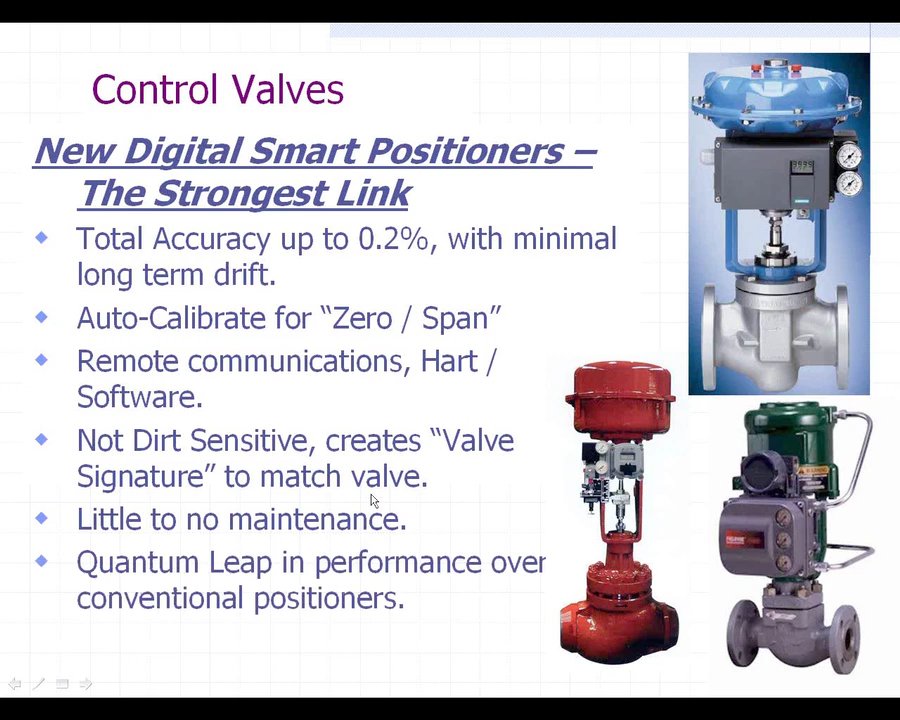 Control Valves
New Digital Smart Positioners –
The Strongest Link
Total Accuracy up to 0.2%, with minimal
long term drift.
Auto-Calibrate for “Zero / Span”
Remote communications, Hart /
Software.
Not Dirt Sensitive, creates “Valve
Signature” to match valve.
Little to no maintenance.
Quantum Leap in performance over
conventional positioners.